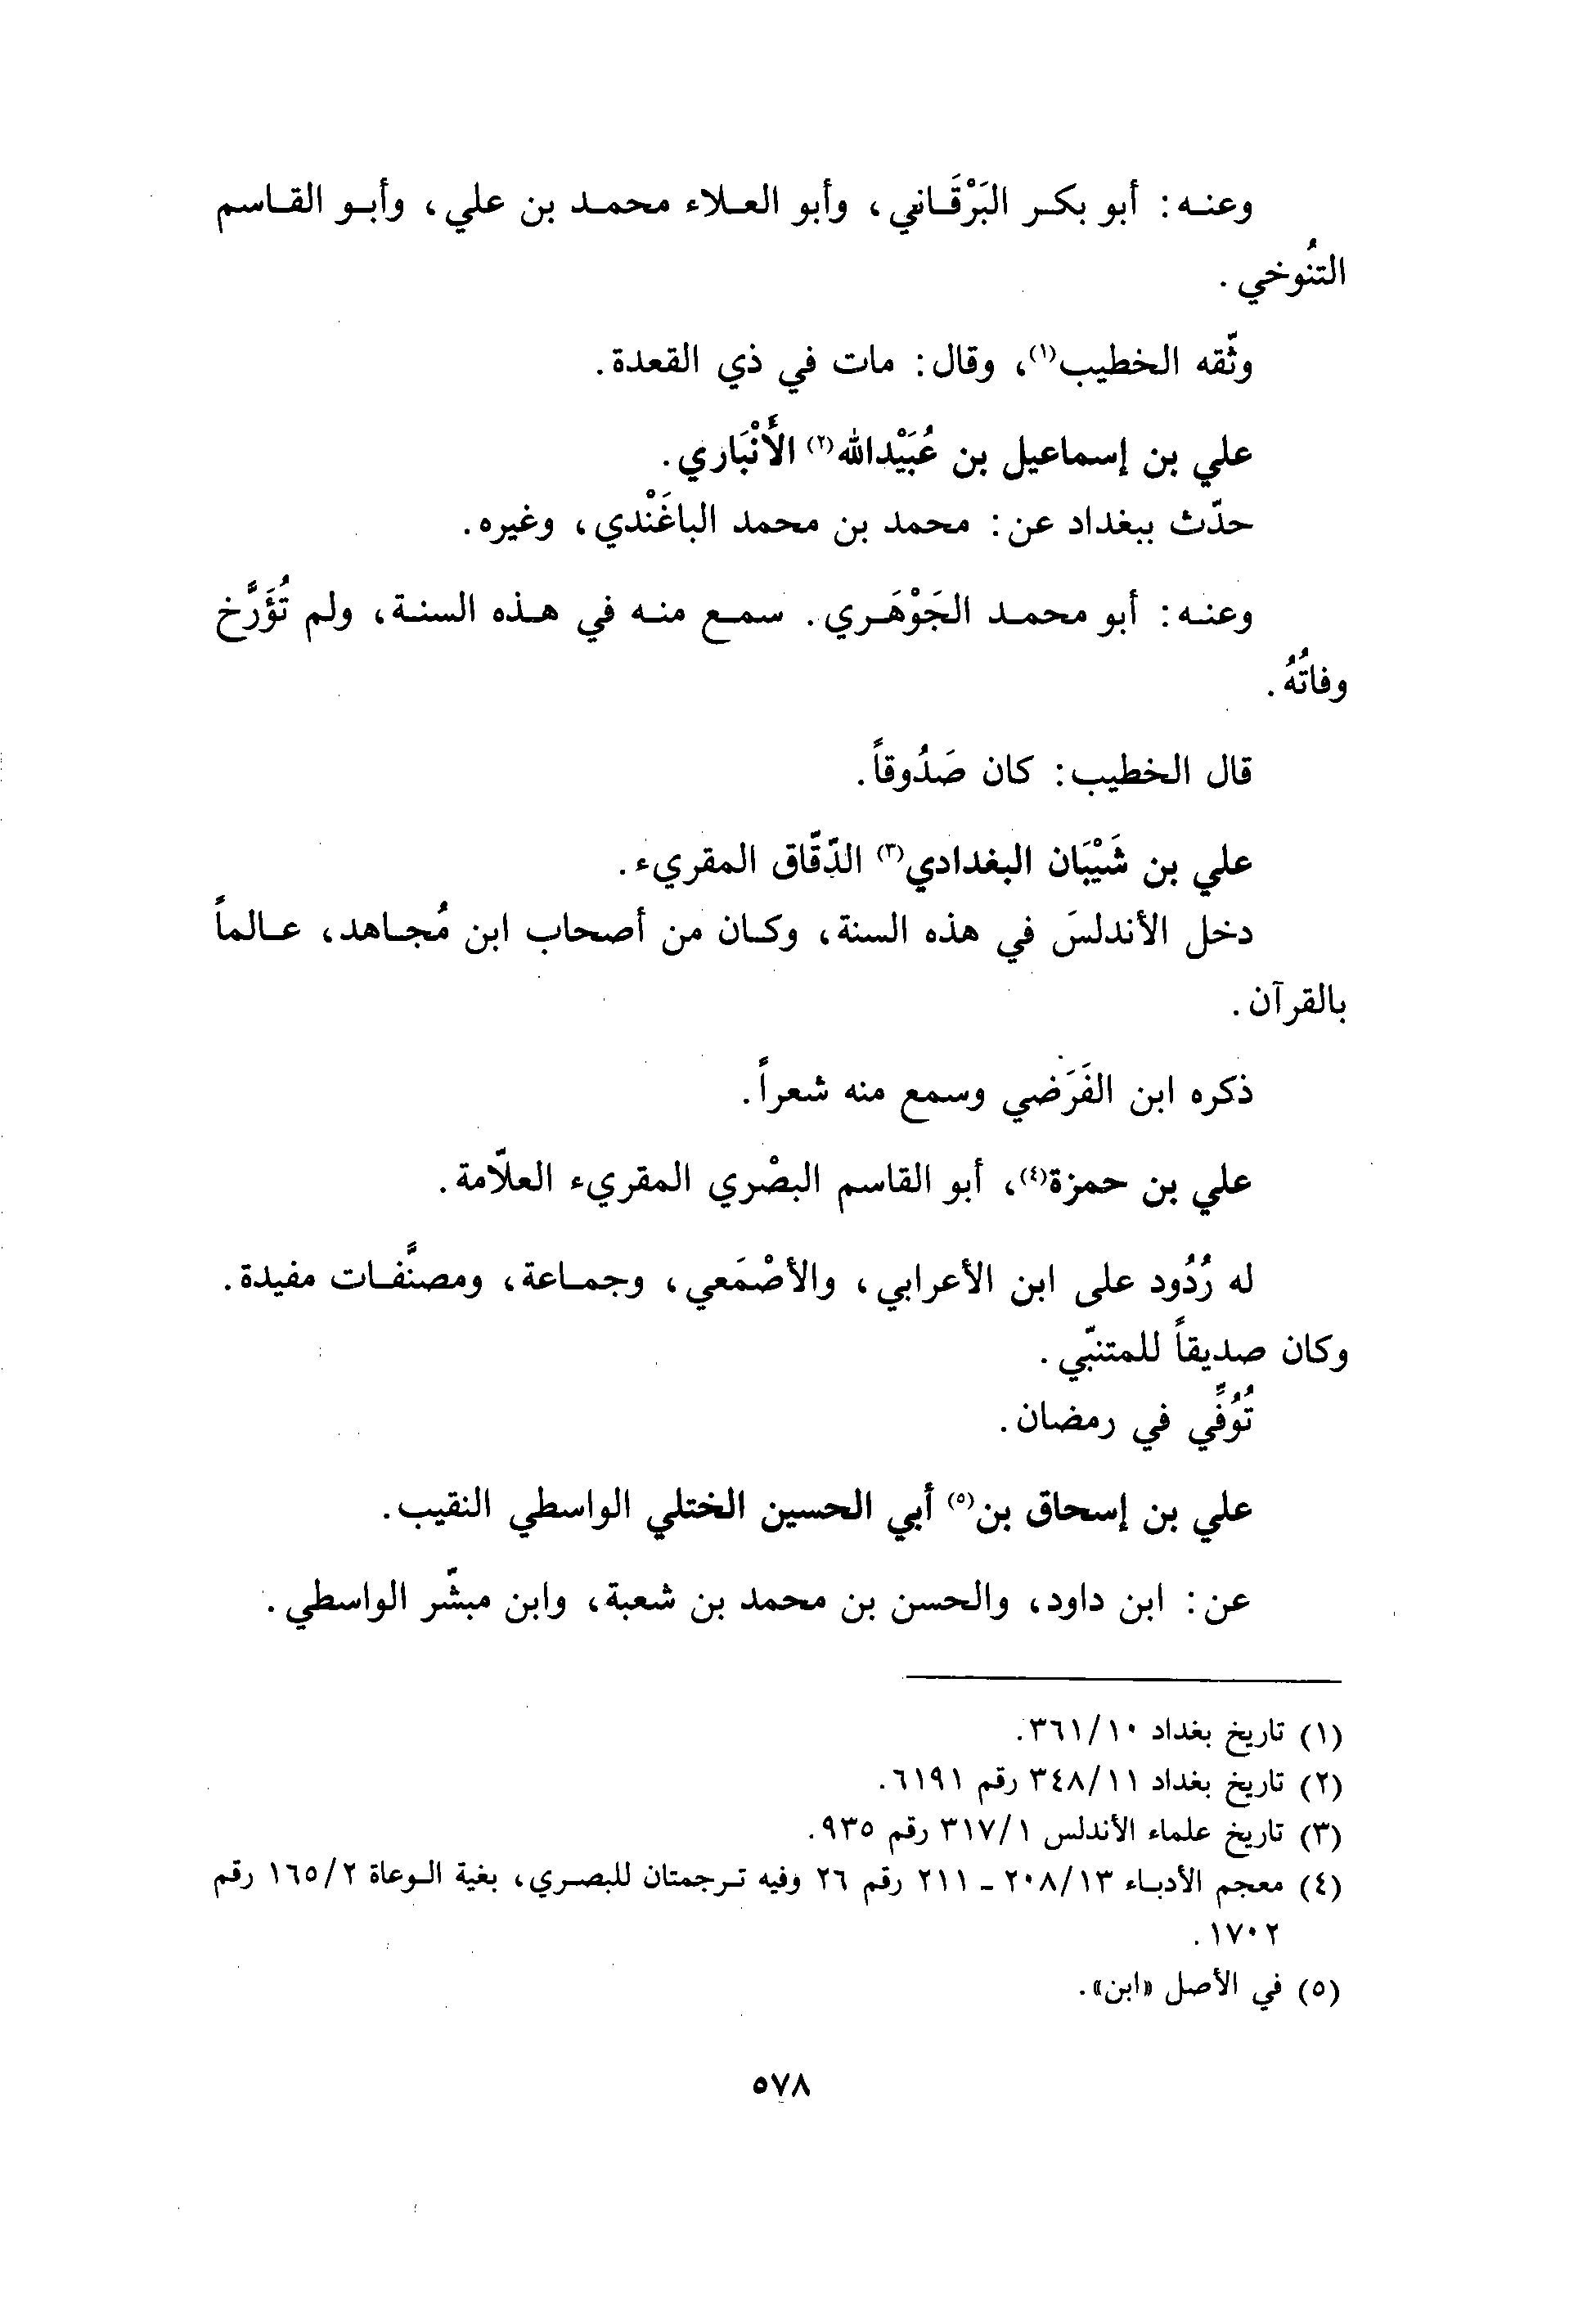 وعنه: أبو بكر البَرْقَاني، وأبو العلاء محمد بن علي، وأبو القاسم
التنُوخي.
وثّقه الخطيب(١)، وقال: مات في ذي القعدة.
علي بن إسماعيل بن عُبَيْدالله(٢) الأَنْبَاري.
حدّث ببغداد عن: محمد بن محمد الباغَنْدي، وغيره.
وعنه: أبو محمد الجَوْهَري. سمع منه في هذه السنة، ولم تُؤَرَّخ
وفاتُهُ.
قال الخطيب: كان صَدُوقاً.
علي بن شَيْبَان البغدادي(٣) الدّقّاق المقريء.
دخل الأندلسَ في هذه السنة، وكان من أصحاب ابن مُجاهد، عالماً
بالقرآن.
ذكره ابن الفَرَضي وسمع منه شعراً.
علي بن حمزة(٤)، أبو القاسم البصْري المقريء العلاّمة.
له رُدُود على ابن الأعرابي، والأصْمَعي، وجماعة، ومصنَّفات مفيدة.
وكان صديقاً للمتنبّي.
تُوُفِّي في رمضان.
علي بن إسحاق بن(٥) أبي الحسين الختلي الواسطي النقيب.
عن: ابن داود، والحسن بن محمد بن شعبة، وابن مبشّر الواسطي.
(١) تاريخ بغداد ٣٦١/١٠.
(٢) تاريخ بغداد ٣٤٨/١١ رقم ٦١٩١.
(٣) تاريخ علماء الأندلس ٣١٧/١ رقم ٩٣٥.
(٤) معجم الأدباء ٢٠٨/١٣ - ٢١١ رقم ٢٦ وفيه ترجمتان للبصري، بغية الوعاة ١٦٥/٢ رقم
١٧٠٢.
(٥) في الأصل «ابن».
٥٧٨